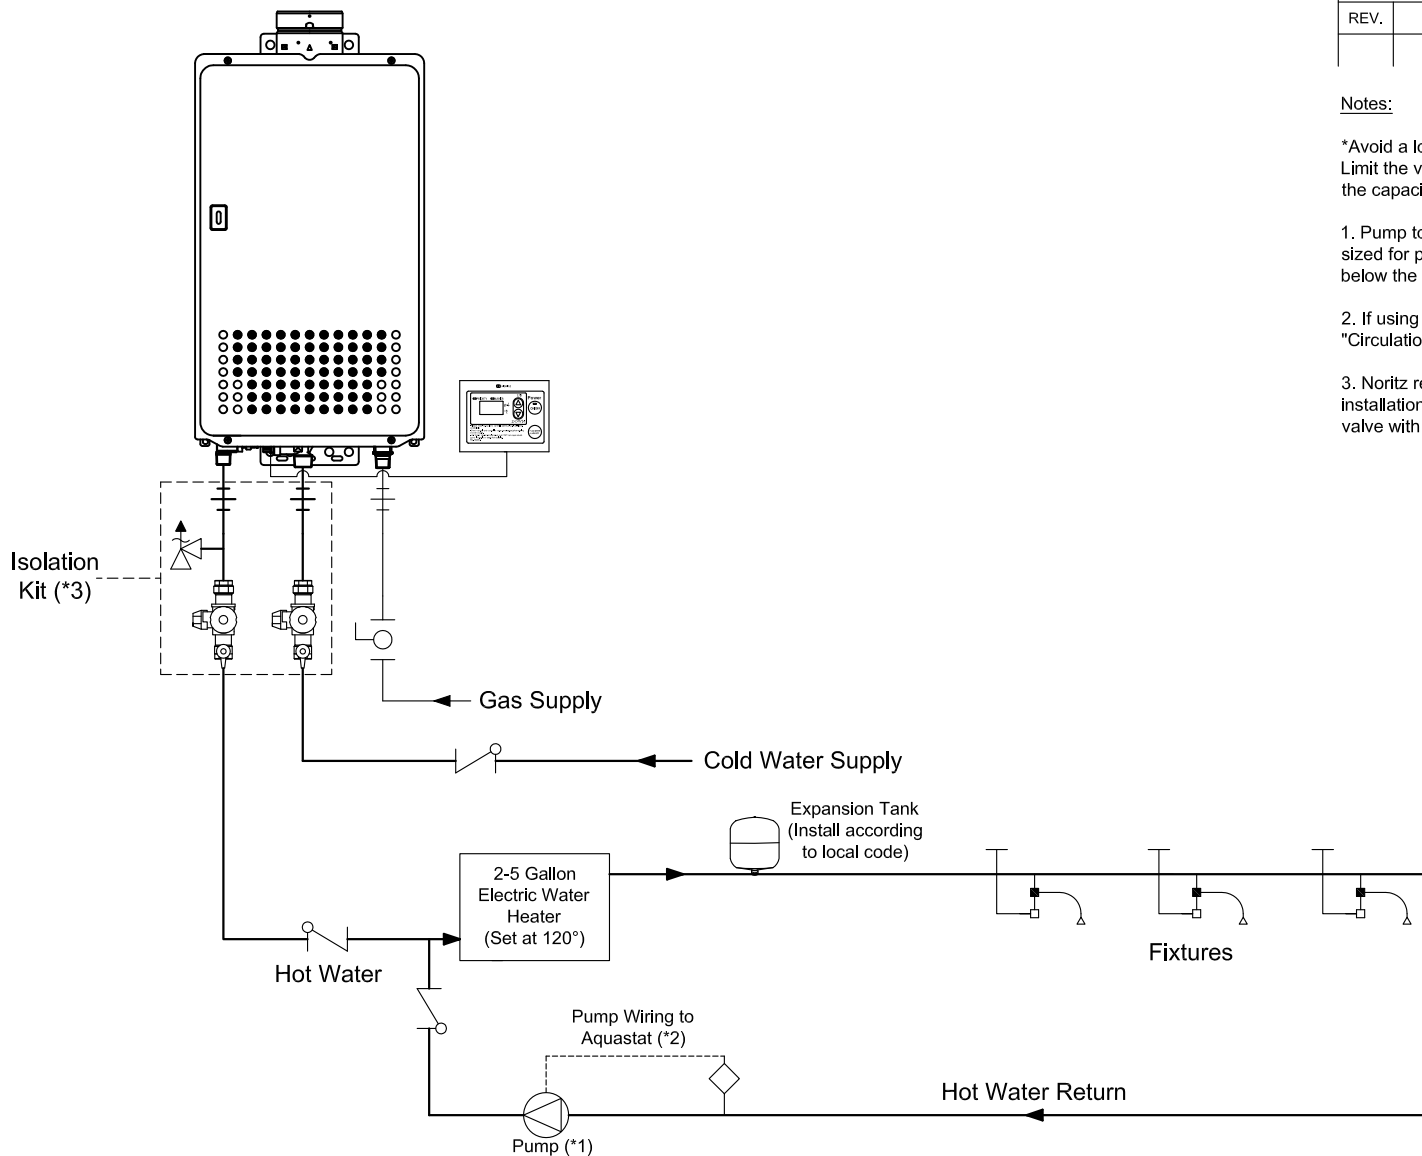 REV.
Notes:
*Avoid a lo
Limit the v
the capaci
1. Pump to
sized for p
below the
2. If using
"Circulatio
3. Noritz re
installation
valve with
Isolation
Kit (*3)
Gas Supply
Cold Water Supply
Expansion Tank
(Install according
to local code)
2-5 Gallon
Electric Water
Heater
(Set at 120°)
Hot Water
Fixtures
Pump Wiring to
Aquastat (*2)
Hot Water Return
Pump (*1)